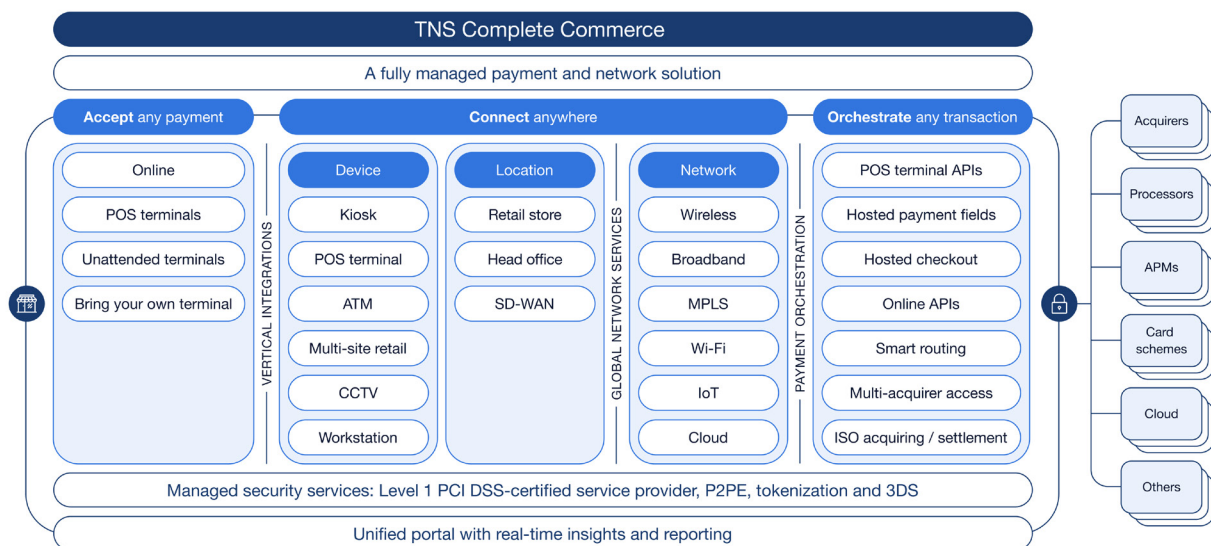 TNS Complete Commerce
A fully managed payment and network solution
Accept any payment
Connect anywhere
Orchestrate any transaction
Online
POS terminals
Unattended terminals
Bring your own terminal
VERTICAL INTEGRATIONS
Device
Kiosk
POS terminal
ATM
Multi-site retail
CCTV
Workstation
Location
Retail store
Head office
SD-WAN
GLOBAL NETWORK SERVICES
Network
Wireless
Broadband
MPLS
Wi-Fi
IoT
Cloud
PAYMENT ORCHESTRATION
POS terminal APIs
Hosted payment fields
Hosted checkout
Online APIs
Smart routing
Multi-acquirer access
ISO acquiring / settlement
Acquirers
Processors
APMs
Card
schemes
Cloud
Others
Managed security services: Level 1 PCI DSS-certified service provider, P2PE, tokenization and 3DS
Unified portal with real-time insights and reporting